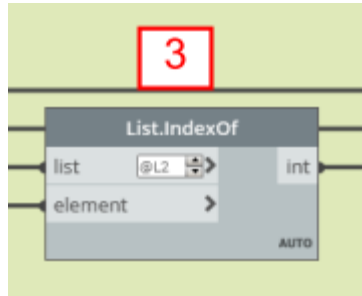 3
List.IndexOf
list @L2 > int
element >
AUTO